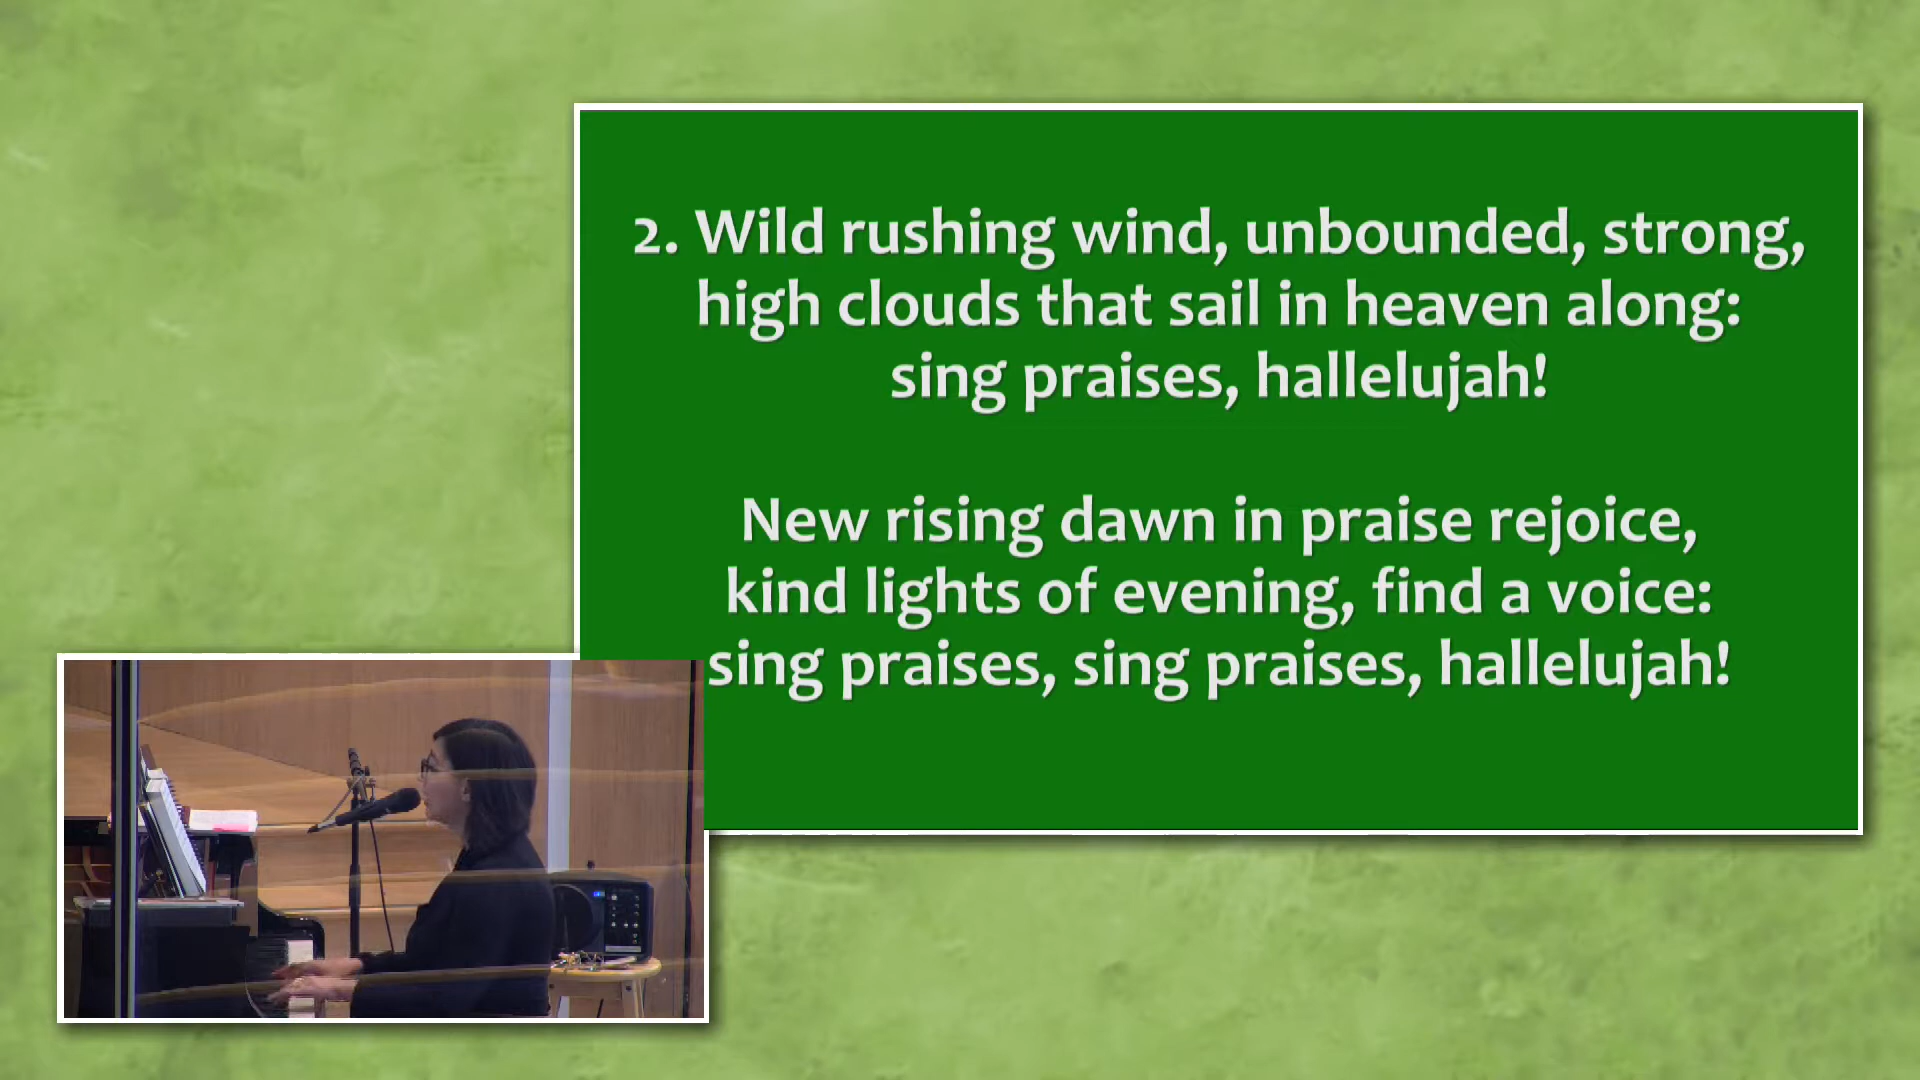 2. Wild rushing wind, unbounded, strong,
high clouds that sail in heaven along:
sing praises, hallelujah!
New rising dawn in praise rejoice,
kind lights of evening, find a voice:
sing praises, sing praises, hallelujah!